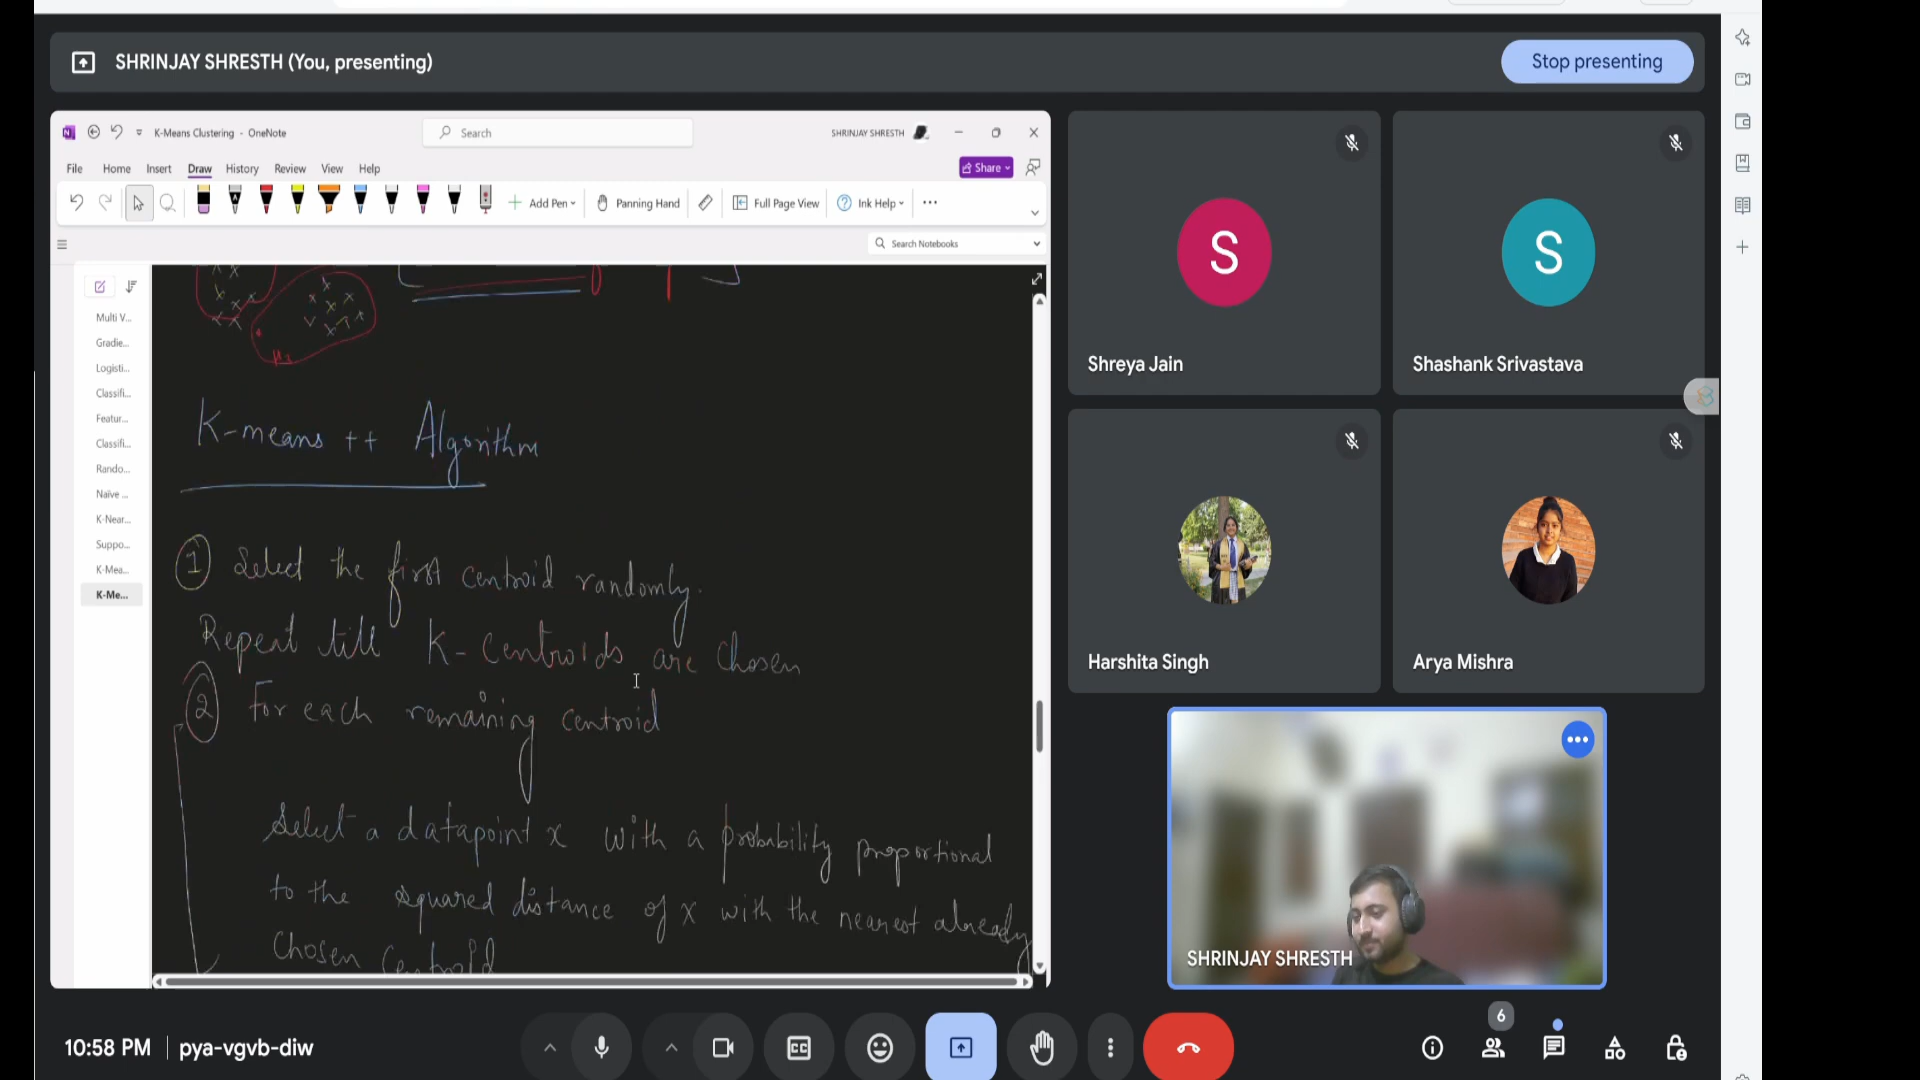 SHRINJAY SHRESTH (You, presenting)
Stop presenting
K-Means Clustering - OneNote
Search
SHRINJAY SHRESTH
File Home Insert Draw History Review View Help
Share
Add Pen
Panning Hand
Full Page View
Ink Help
Search Notebooks
Multi V...
Gradie...
Logisti...
Classifi...
Featur...
Classifi...
Rando...
Naive ...
K-Near...
Suppo...
K-Mea...
K-Me...
K-means ++ Algorithm
1 Select the first centroid randomly.
Repeat till K-Centroids are chosen
2 For each remaining centroid
Select a datapoint x with a probability proportional
to the squared distance of x with the nearest already
chosen Centroid
S
Shreya Jain
S
Shashank Srivastava
Harshita Singh
Arya Mishra
SHRINJAY SHRESTH
10:58 PM | pya-vgvb-diw
6